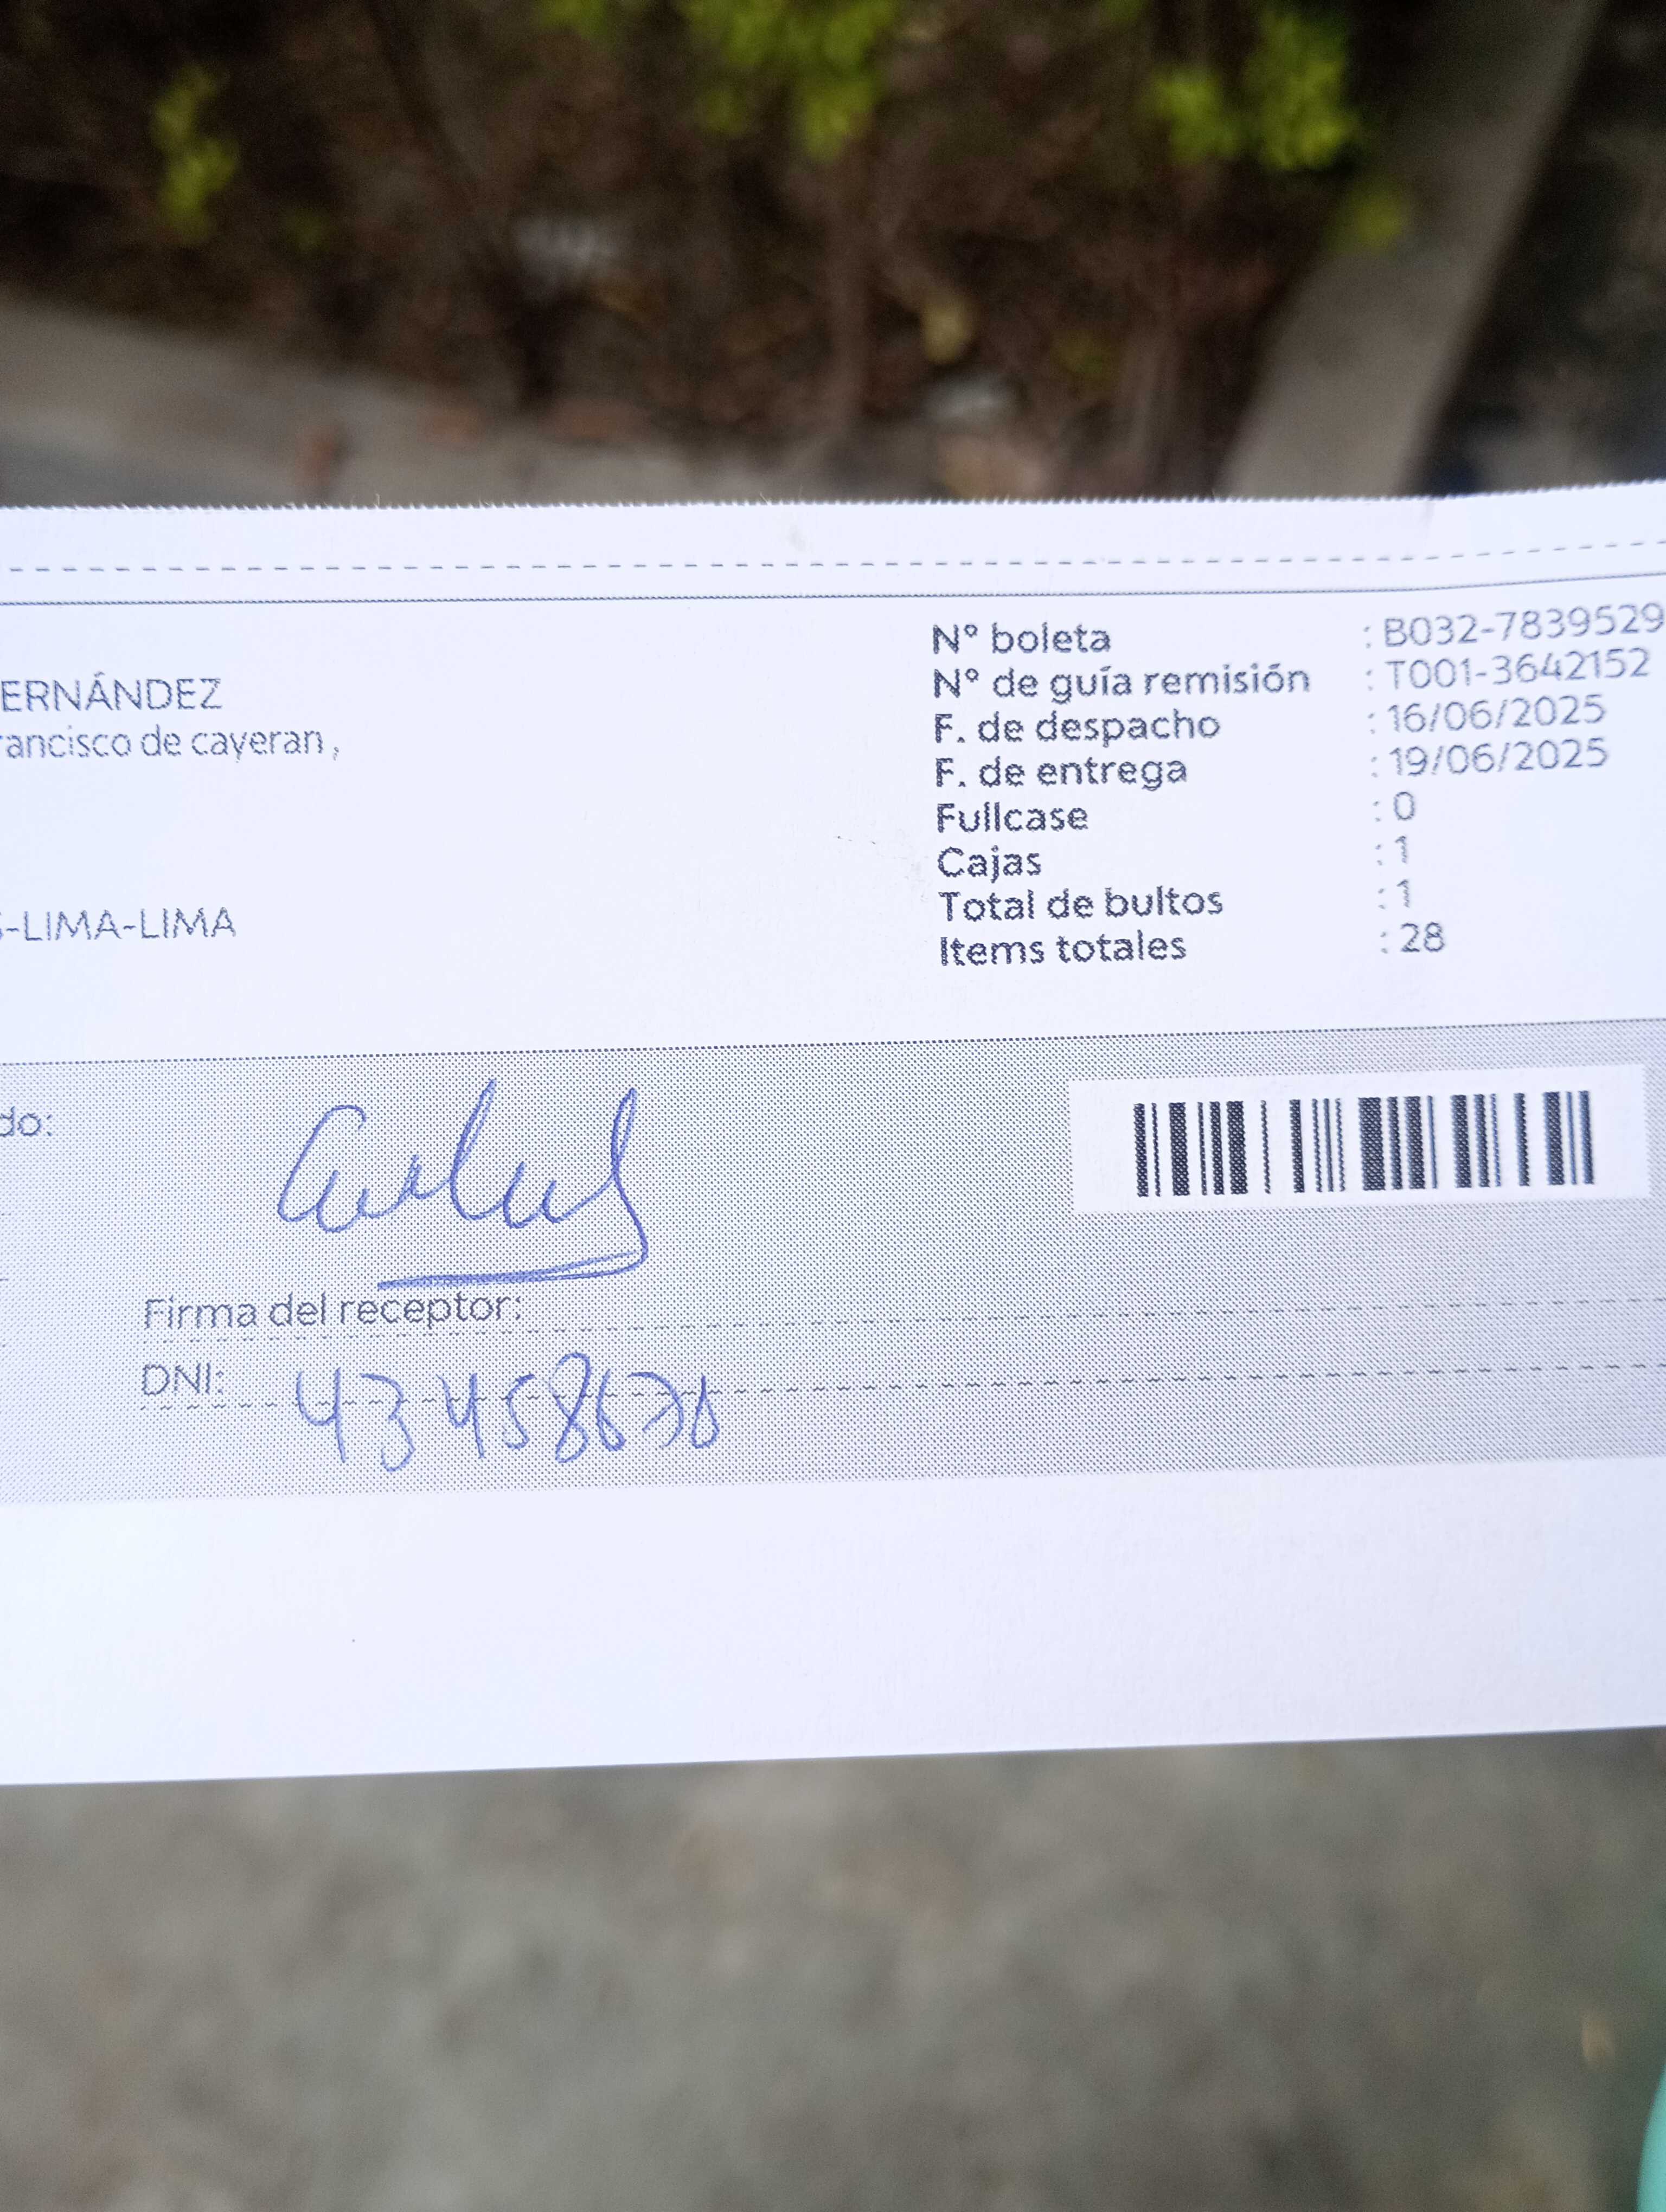 ERNÁNDEZ
rancisco de cayeran,
-LIMA-LIMA
N° boleta : B032-7839529
N° de guía remisión : T001-3642152
F. de despacho : 16/06/2025
F. de entrega : 19/06/2025
Fullcase : 0
Cajas : 1
Total de bultos : 1
Items totales : 28
do:
Firma del receptor:
DNI: